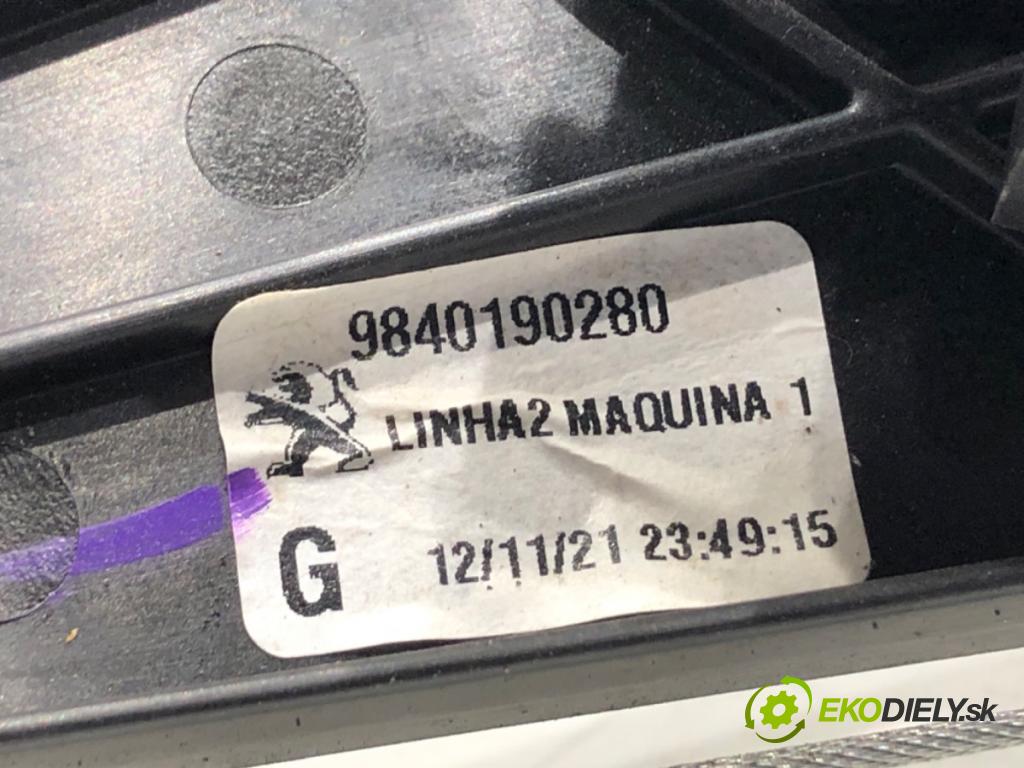 9840190280
LINHA2 MAQUINA 1
G 12/11/21 23:49:15
EKODIELY.sk